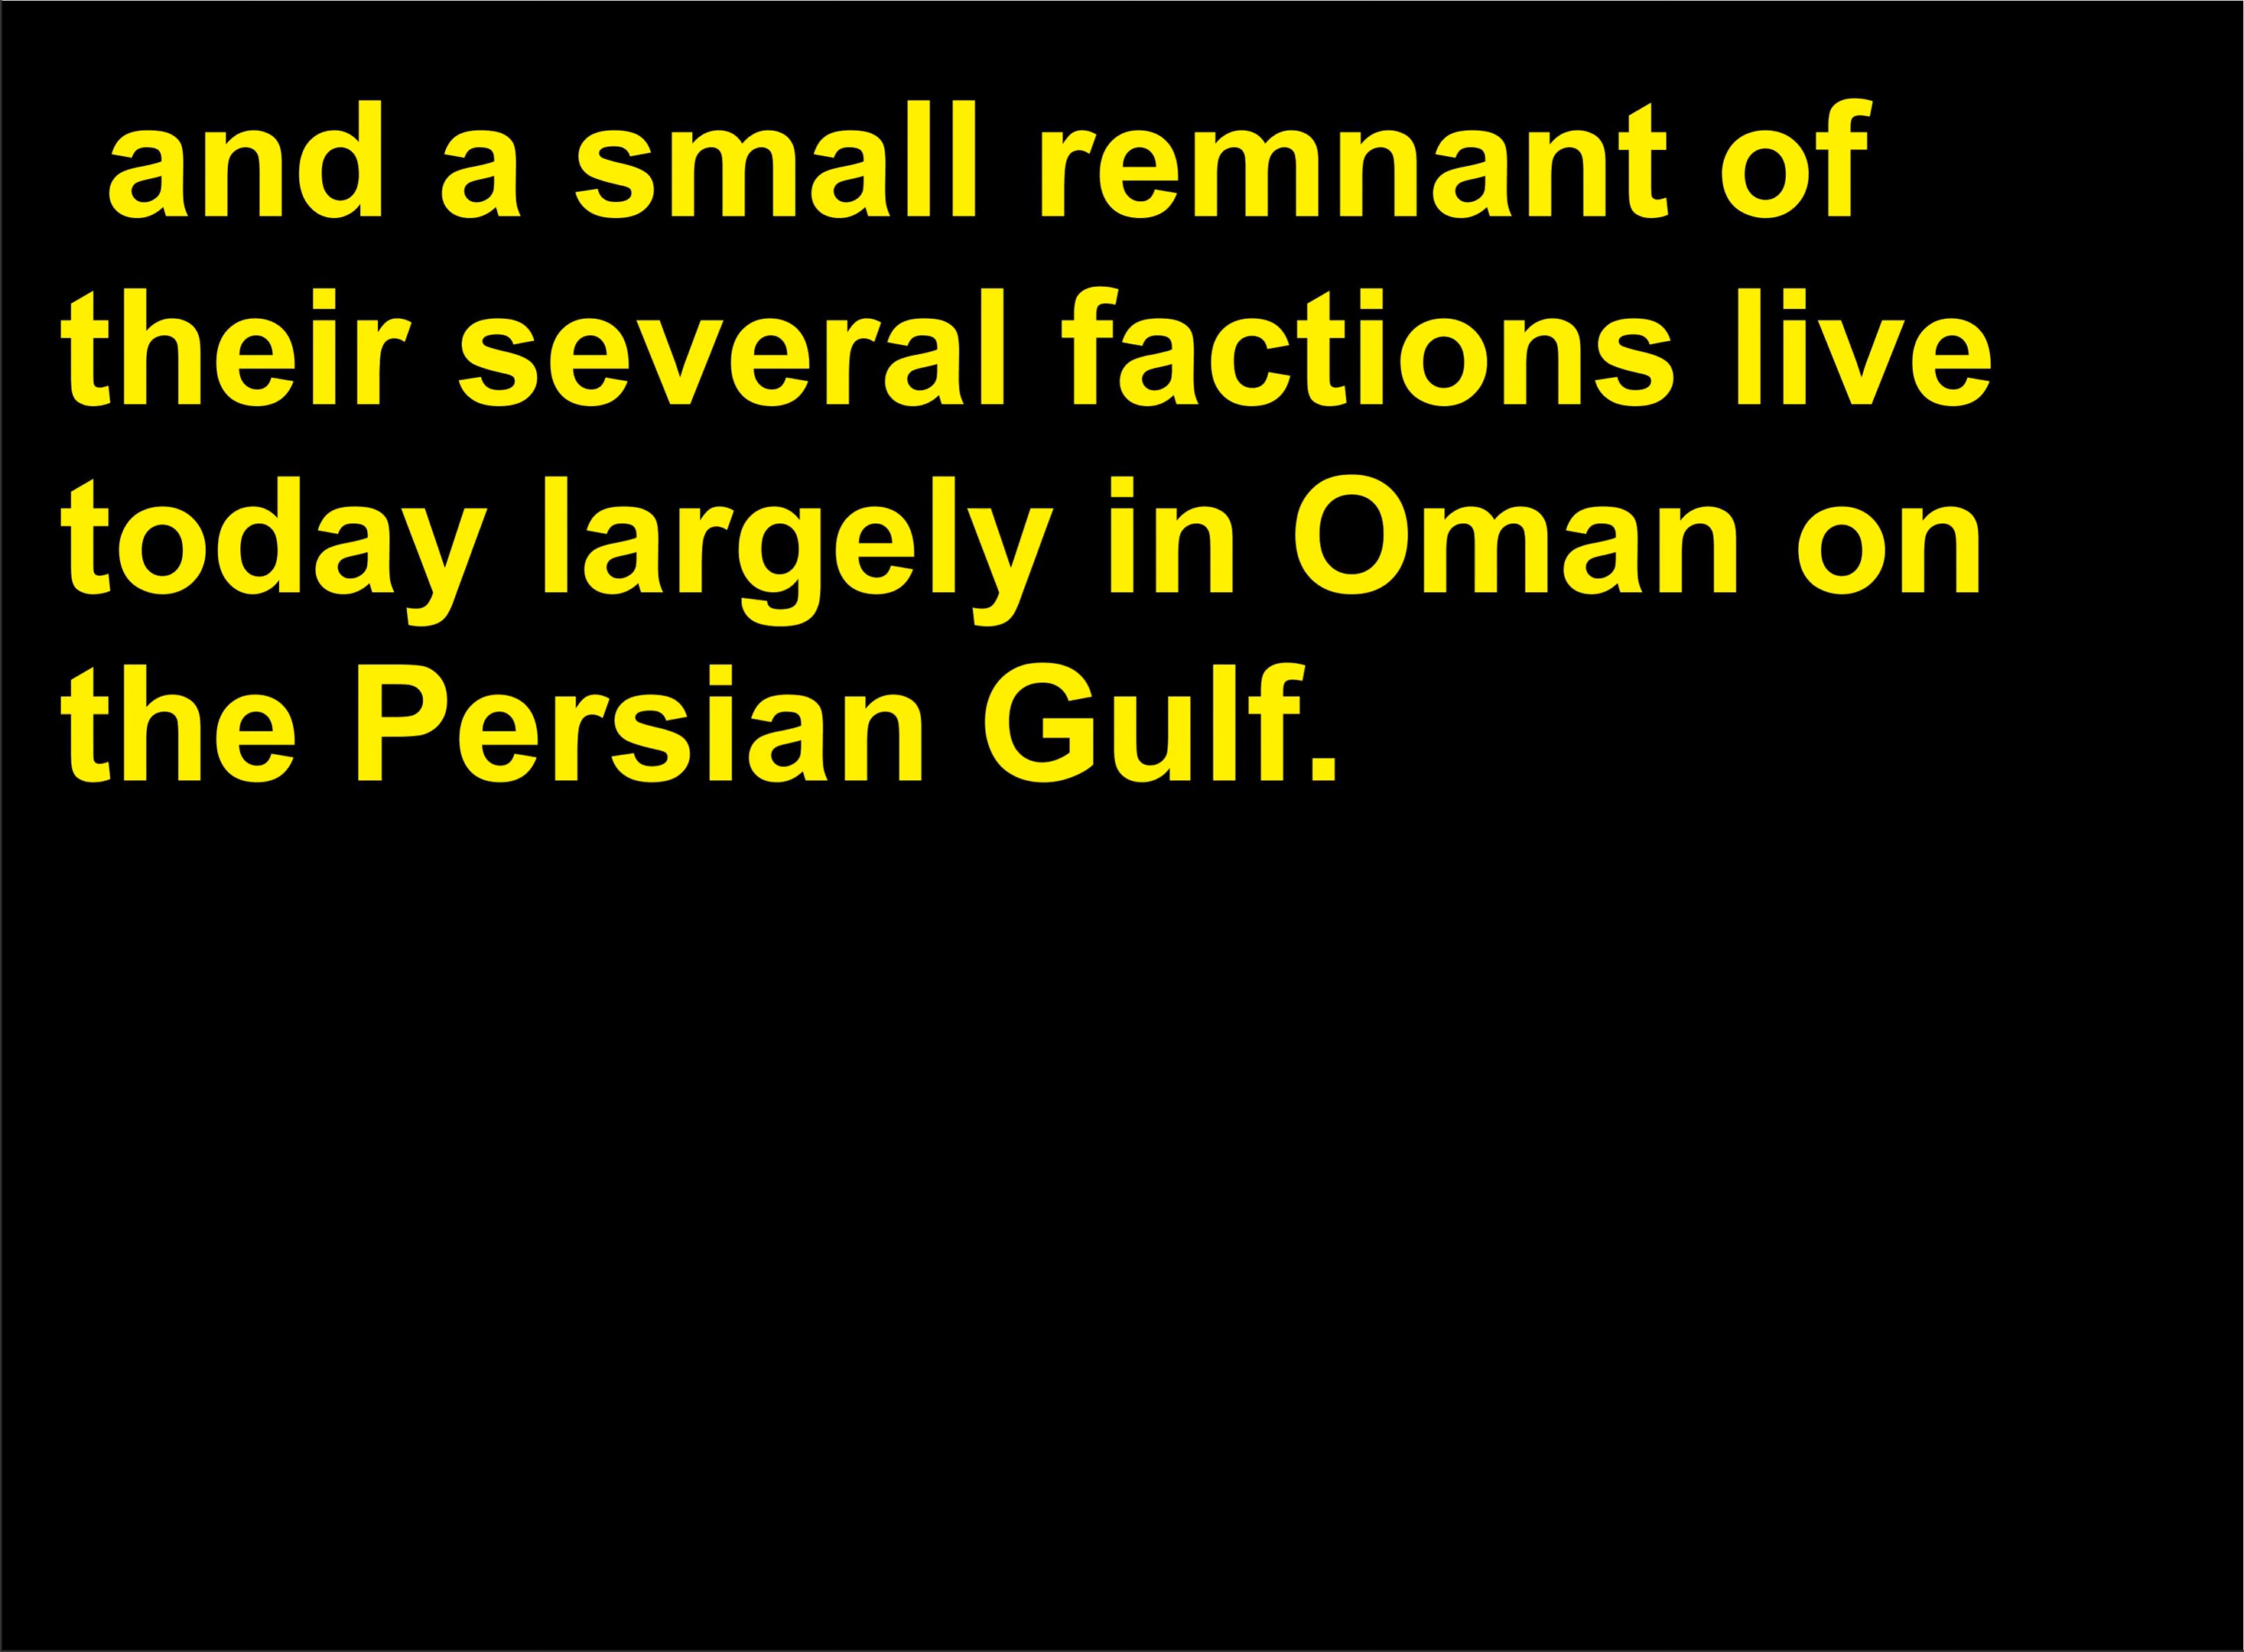 and a small remnant of
their several factions live
today largely in Oman on
the Persian Gulf.